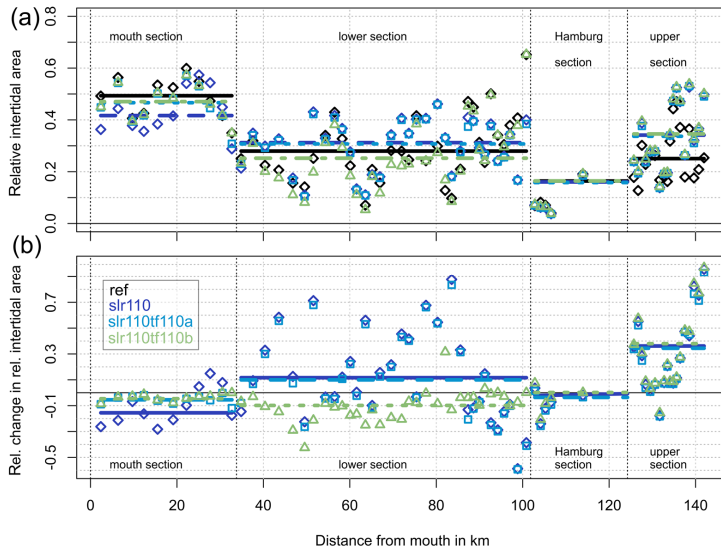 (a)
0.8
0.6
0.4
0.2
0.0
Relative intertidal area
mouth section
lower section
Hamburg
section
upper
section
(b)
0.7
0.3
-0.1
-0.5
Rel. change in rel. intertidal area
ref
slr110
slr110tf110a
slr110tf110b
mouth section
lower section
Hamburg
section
upper
section
0
20
40
60
80
100
120
140
Distance from mouth in km